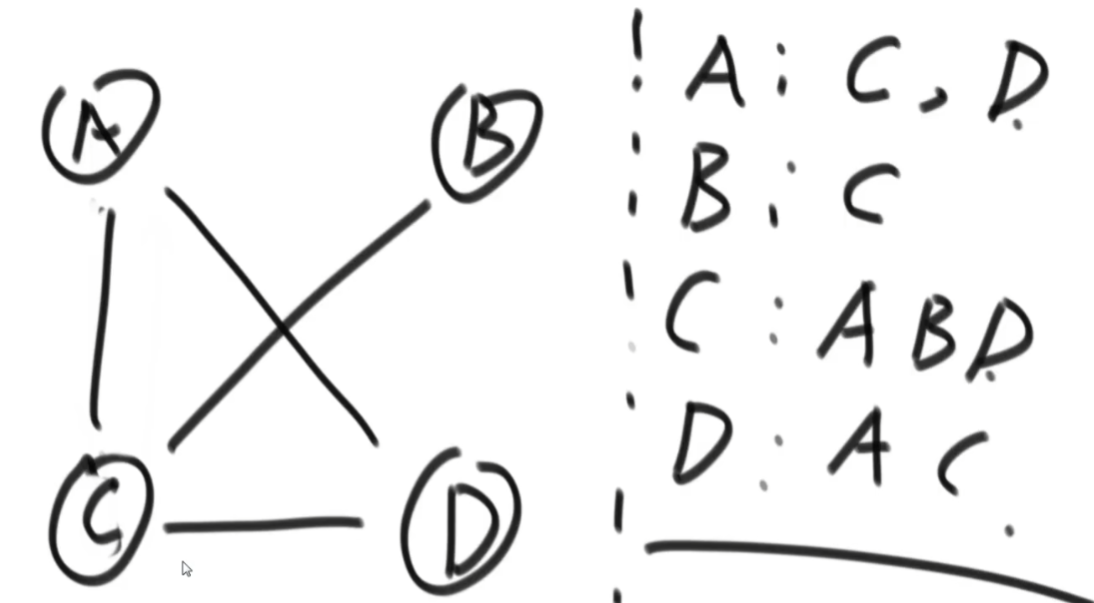 A B
C D
A: C, D
B: C
C: A B D
D: A C